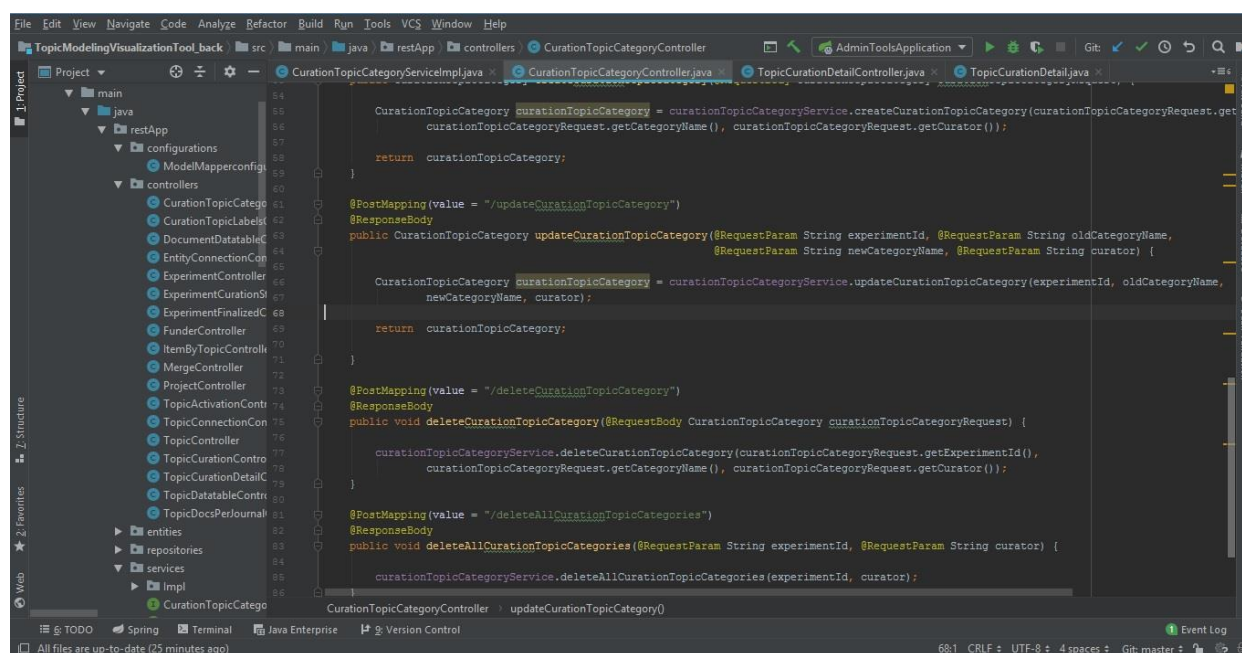 File Edit View Navigate Code Analyze Refactor Build Run Tools VCS Window Help
TopicModelingVisualizationTool_back src main java restApp controllers CurationTopicCategoryController AdminToolsApplication Git:
Project CurationTopicCategoryServiceImpl.java CurationTopicCategoryController.java TopicCurationDetailController.java TopicCurationDetail.java
1: Project
main
java
restApp
configurations
ModelMapperconfigu
controllers
CurationTopicCatego
CurationTopicLabels
DocumentDatatableC
EntityConnectionCon
ExperimentController
ExperimentCurationSt
ExperimentFinalizedC
FunderController
ItemByTopicControlle
MergeController
ProjectController
TopicActivationContr
TopicConnectionCon
TopicController
TopicCurationContro
TopicCurationDetailC
TopicDatatableContro
TopicDocsPerJournal
entities
repositories
services
Impl
CurationTopicCatego
Z: Structure
2: Favorites
Web
54
55 CurationTopicCategory curationTopicCategory = curationTopicCategoryService.createCurationTopicCategory(curationTopicCategoryRequest.get
56 curationTopicCategoryRequest.getCategoryName(), curationTopicCategoryRequest.getCurator());
57
58 return curationTopicCategory;
59 }
60
61 @PostMapping(value = "/updateCurationTopicCategory")
62 @ResponseBody
63 public CurationTopicCategory updateCurationTopicCategory(@RequestParam String experimentId, @RequestParam String oldCategoryName,
64 @RequestParam String newCategoryName, @RequestParam String curator) {
65
66 CurationTopicCategory curationTopicCategory = curationTopicCategoryService.updateCurationTopicCategory(experimentId, oldCategoryName,
67 newCategoryName, curator);
68
69 return curationTopicCategory;
70
71 }
72
73 @PostMapping(value = "/deleteCurationTopicCategory")
74 @ResponseBody
75 public void deleteCurationTopicCategory(@RequestBody CurationTopicCategory curationTopicCategoryRequest) {
76
77 curationTopicCategoryService.deleteCurationTopicCategory(curationTopicCategoryRequest.getExperimentId(),
78 curationTopicCategoryRequest.getCategoryName(), curationTopicCategoryRequest.getCurator());
79 }
80
81 @PostMapping(value = "/deleteAllCurationTopicCategories")
82 @ResponseBody
83 public void deleteAllCurationTopicCategories(@RequestParam String experimentId, @RequestParam String curator) {
84
85 curationTopicCategoryService.deleteAllCurationTopicCategories(experimentId, curator);
86 }
CurationTopicCategoryController updateCurationTopicCategory()
6: TODO Spring Terminal Java Enterprise 9: Version Control 1 Event Log
All files are up-to-date (25 minutes ago) 68:1 CRLF UTF-8 4 spaces Git: master